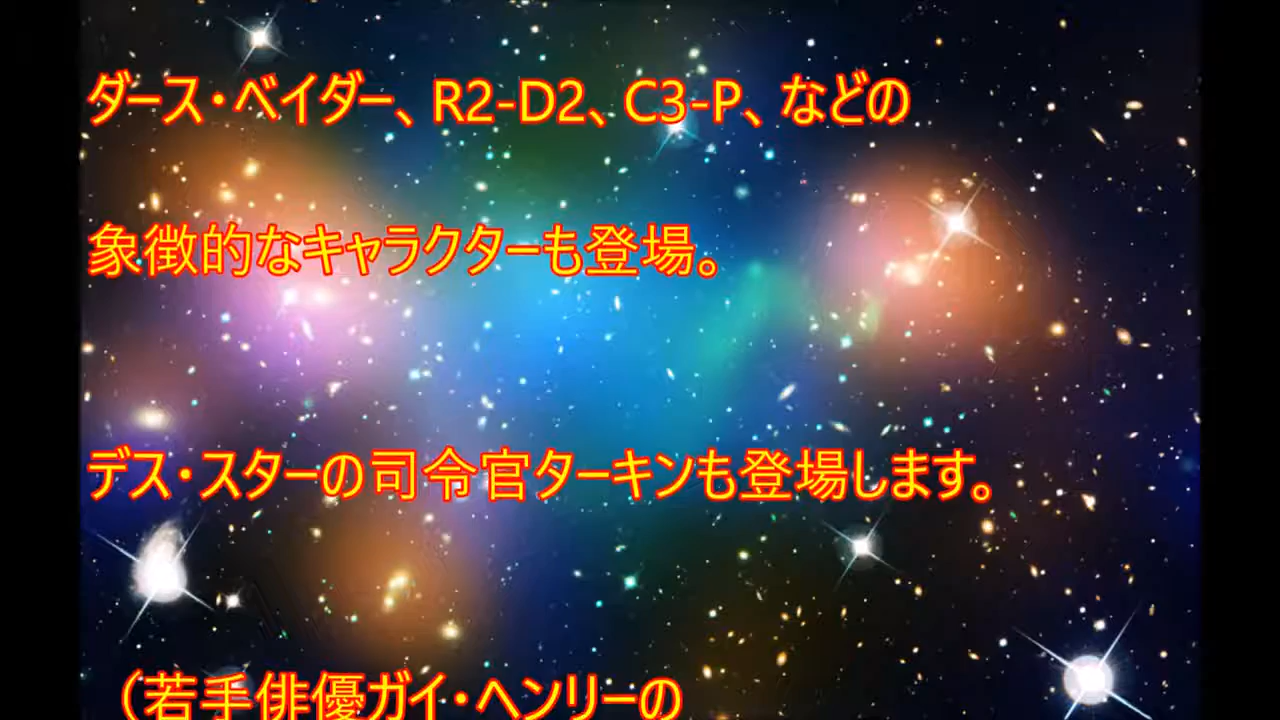 ダース・ベイダー、R2-D2、C3-P、などの
象徴的なキャラクターも登場。
デス・スターの司令官ターキンも登場します。
（若手俳優ガイ・ヘンリーの